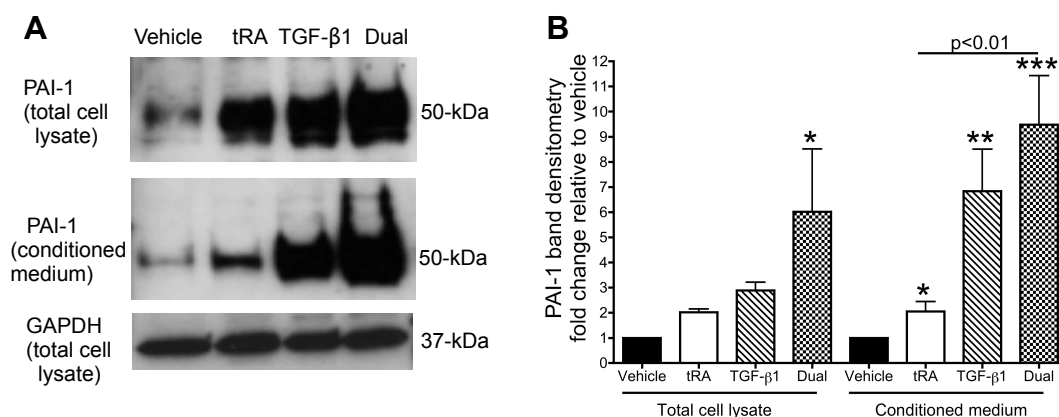 A
Vehicle tRA TGF-β1 Dual
PAI-1
(total cell
lysate)
50-kDa
PAI-1
(conditioned
medium)
50-kDa
GAPDH
(total cell
lysate)
37-kDa
B
p<0.01
PAI-1 band densitometry
fold change relative to vehicle
12
11
10
9
8
7
6
5
4
3
2
1
0
*
*
**
***
Vehicle tRA TGF-β1 Dual Vehicle tRA TGF-β1 Dual
Total cell lysate Conditioned medium